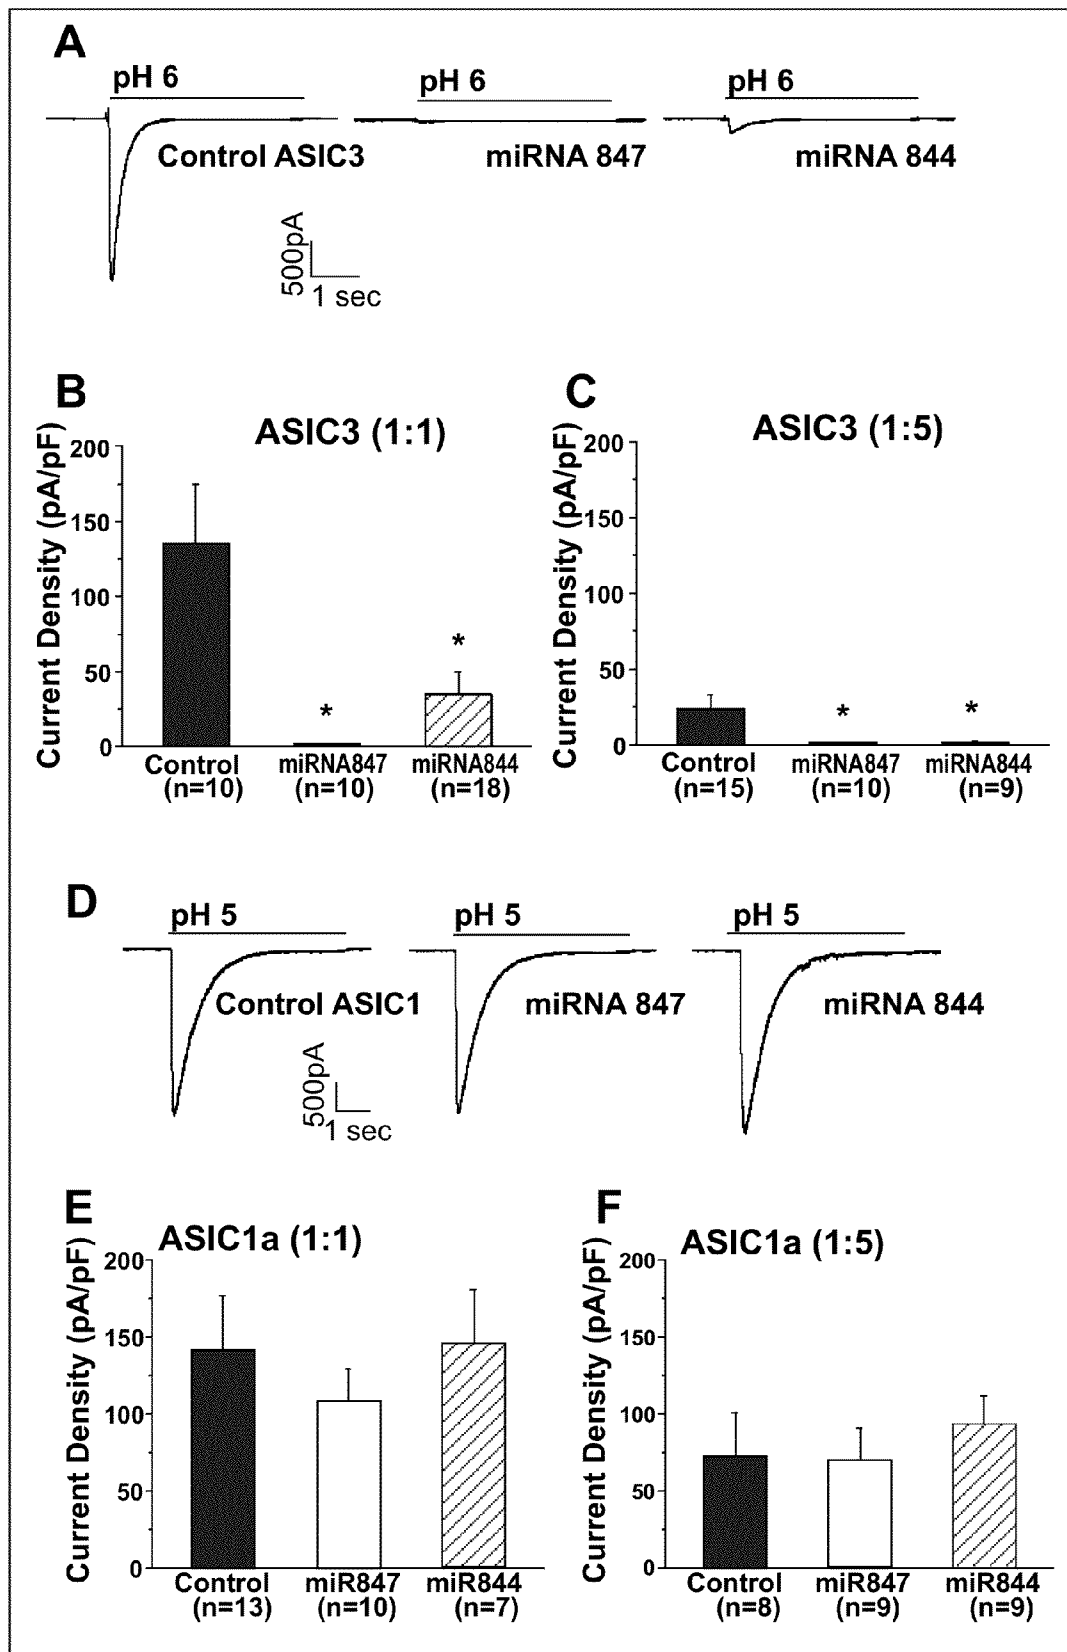 A
pH 6 pH 6 pH 6
Control ASIC3 miRNA 847 miRNA 844
500pA
1 sec
B
ASIC3 (1:1)
Current Density (pA/pF)
200
150
100
50
0
Control miRNA847 miRNA844
(n=10) (n=10) (n=18)
* *
C
ASIC3 (1:5)
Current Density (pA/pF)
200
150
100
50
0
Control miRNA847 miRNA844
(n=15) (n=10) (n=9)
* *
D
pH 5 pH 5 pH 5
Control ASIC1 miRNA 847 miRNA 844
500pA
1 sec
E
ASIC1a (1:1)
Current Density (pA/pF)
200
150
100
50
0
Control miR847 miR844
(n=13) (n=10) (n=7)
F
ASIC1a (1:5)
Current Density (pA/pF)
200
150
100
50
0
Control miR847 miR844
(n=8) (n=9) (n=9)